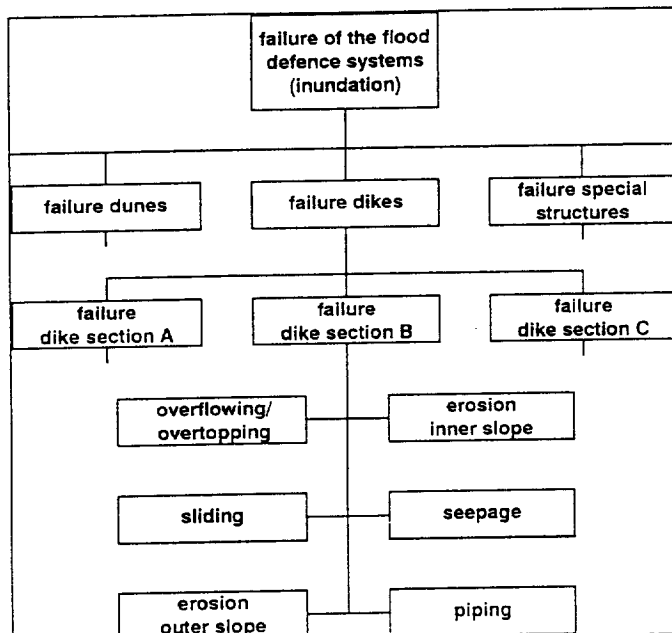 failure of the flood
defence systems
(inundation)
failure dunes
failure dikes
failure special
structures
failure
dike section A
failure
dike section B
failure
dike section C
overflowing/
overtopping
erosion
inner slope
sliding
seepage
erosion
outer slope
piping